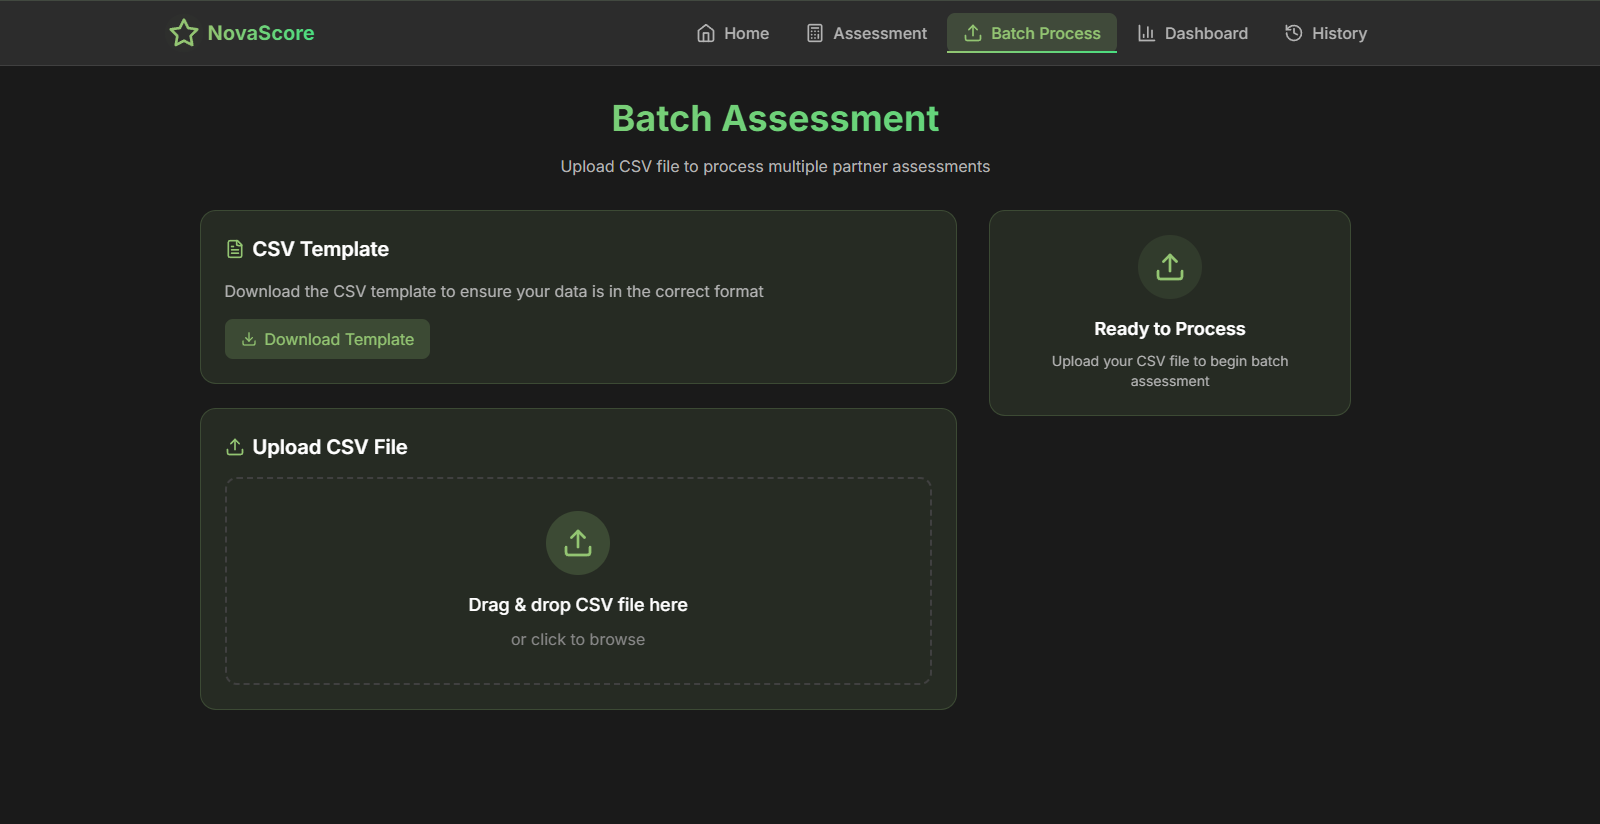 NovaScore
Home
Assessment
Batch Process
Dashboard
History
Batch Assessment
Upload CSV file to process multiple partner assessments
CSV Template
Download the CSV template to ensure your data is in the correct format
Download Template
Upload CSV File
Drag & drop CSV file here
or click to browse
Ready to Process
Upload your CSV file to begin batch
assessment